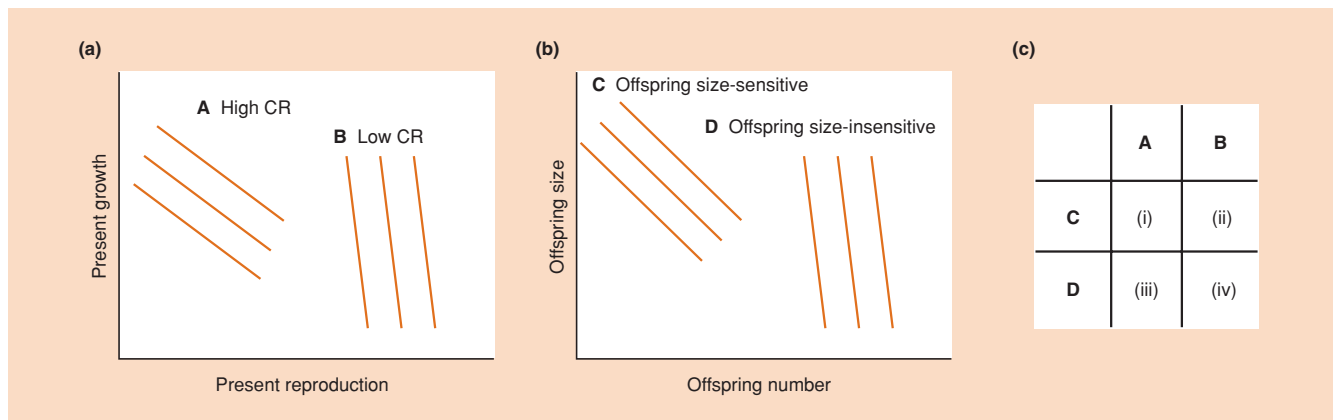 (a)
A High CR
B Low CR
Present growth
Present reproduction
(b)
C Offspring size-sensitive
D Offspring size-insensitive
Offspring size
Offspring number
(c)
A B
C (i) (ii)
D (iii) (iv)